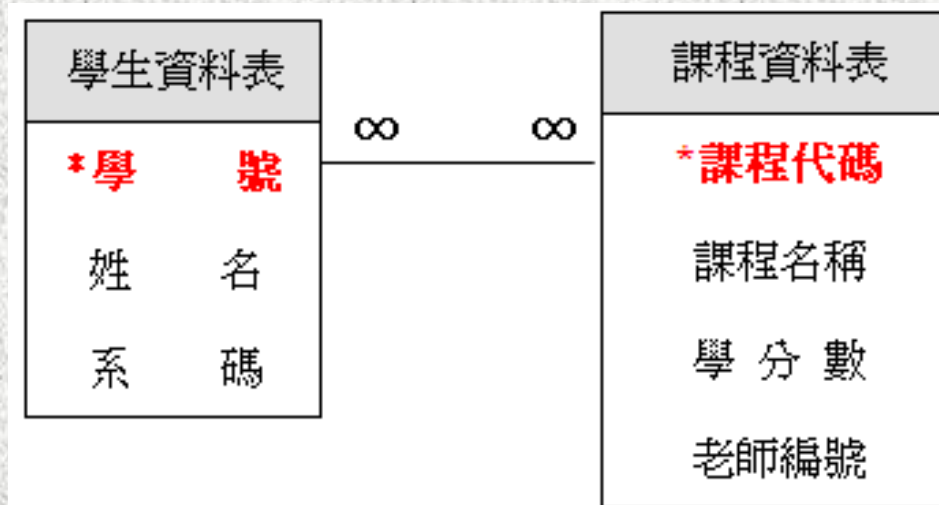 學生資料表
*學 號
姓 名
系 碼
∞ ∞
課程資料表
*課程代碼
課程名稱
學 分 數
老師編號